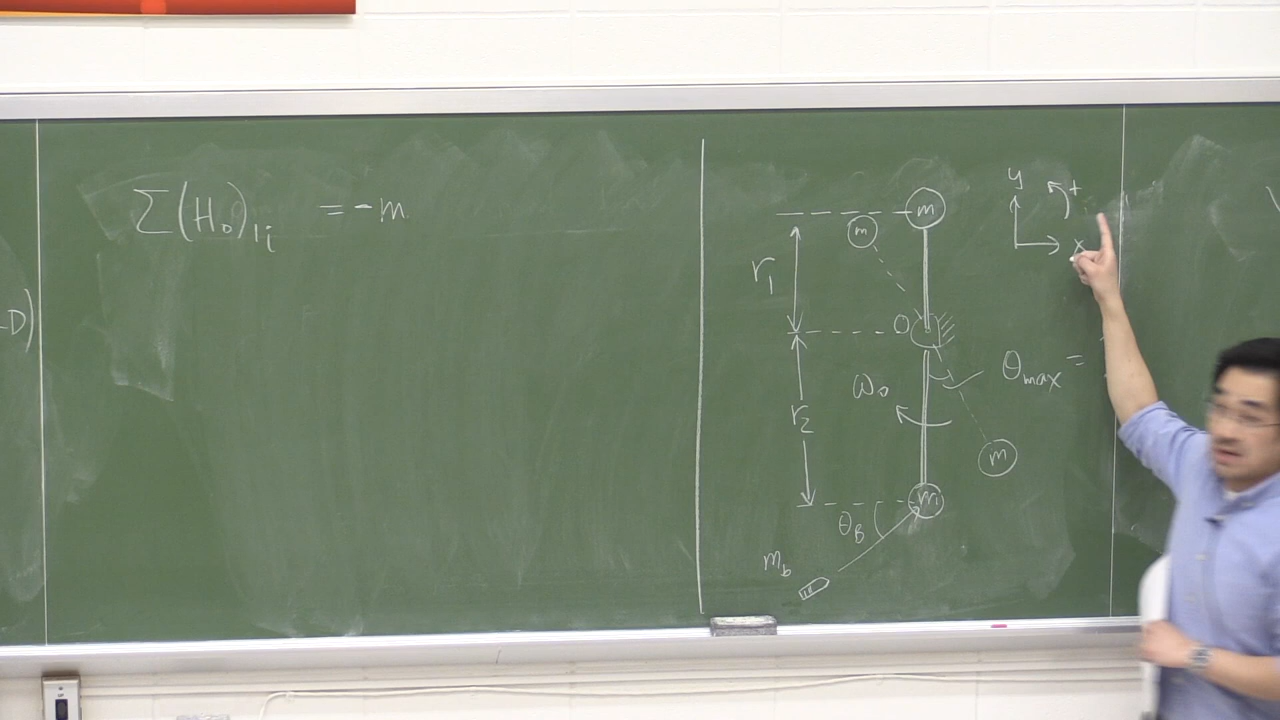 Σ(H₀)₁ᵢ = -m
D)
y
+
x
m
m
r₁
O
ω₀
θmax =
r₂
m
m
θB
mb